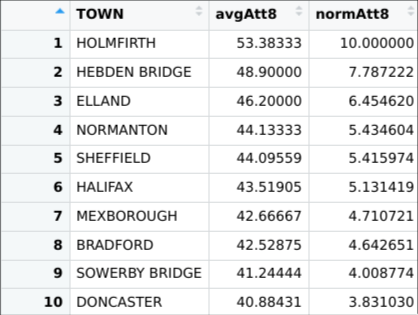 TOWN avgAtt8 normAtt8
1 HOLMFIRTH 53.38333 10.000000
2 HEBDEN BRIDGE 48.90000 7.787222
3 ELLAND 46.20000 6.454620
4 NORMANTON 44.13333 5.434604
5 SHEFFIELD 44.09559 5.415974
6 HALIFAX 43.51905 5.131419
7 MEXBOROUGH 42.66667 4.710721
8 BRADFORD 42.52875 4.642651
9 SOWERBY BRIDGE 41.24444 4.008774
10 DONCASTER 40.88431 3.831030